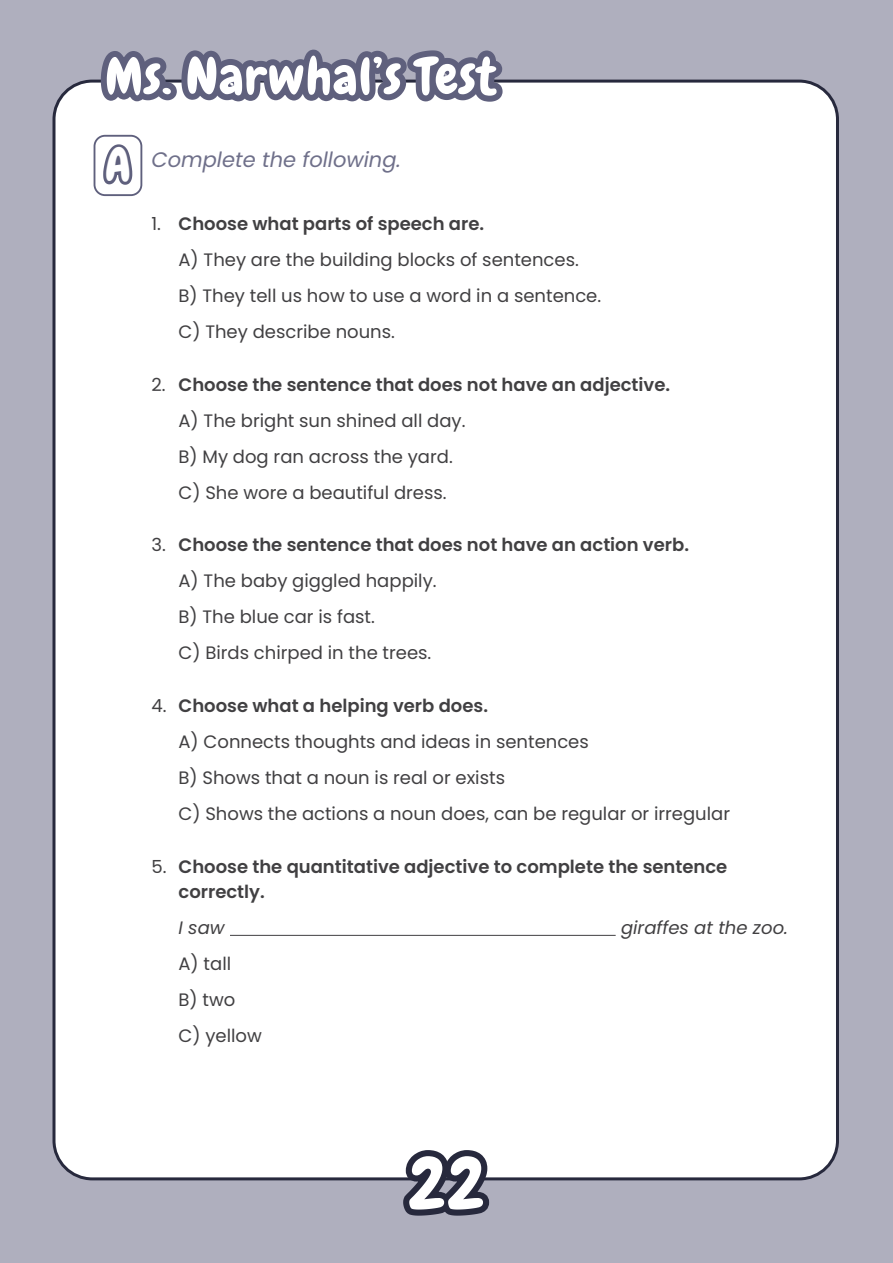 Ms. Narwhal's Test
A Complete the following.
1. Choose what parts of speech are.
A) They are the building blocks of sentences.
B) They tell us how to use a word in a sentence.
C) They describe nouns.
2. Choose the sentence that does not have an adjective.
A) The bright sun shined all day.
B) My dog ran across the yard.
C) She wore a beautiful dress.
3. Choose the sentence that does not have an action verb.
A) The baby giggled happily.
B) The blue car is fast.
C) Birds chirped in the trees.
4. Choose what a helping verb does.
A) Connects thoughts and ideas in sentences
B) Shows that a noun is real or exists
C) Shows the actions a noun does, can be regular or irregular
5. Choose the quantitative adjective to complete the sentence
correctly.
I saw ______________________________ giraffes at the zoo.
A) tall
B) two
C) yellow
22